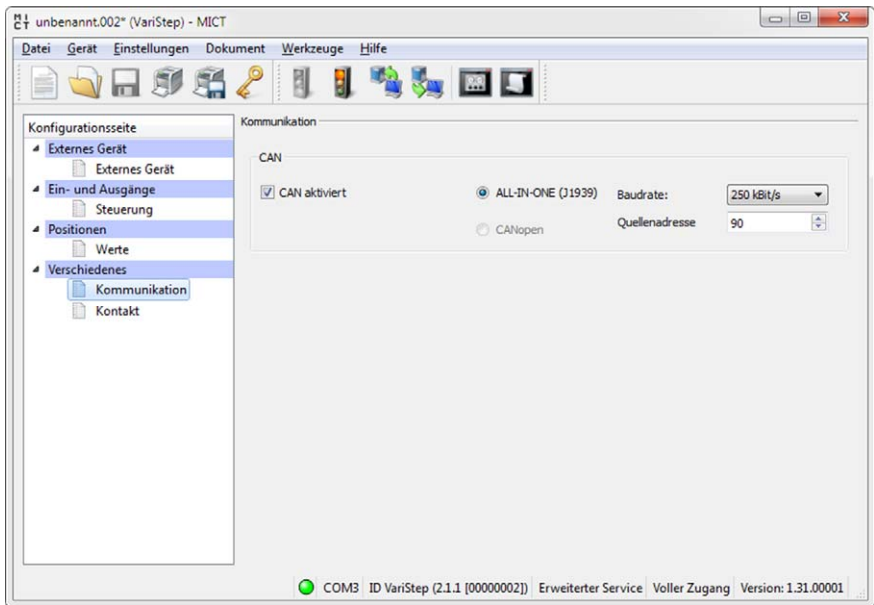 unbenannt.002* (VariStep) - MICT
Datei Gerät Einstellungen Dokument Werkzeuge Hilfe
Konfigurationsseite
Externes Gerät
Externes Gerät
Ein- und Ausgänge
Steuerung
Positionen
Werte
Verschiedenes
Kommunikation
Kontakt
Kommunikation
CAN
CAN aktiviert
ALL-IN-ONE (J1939)
Baudrate: 250 kBit/s
CANopen
Quellenadresse 90
COM3 ID VariStep (2.1.1 [00000002]) Erweiterter Service Voller Zugang Version: 1.31.00001